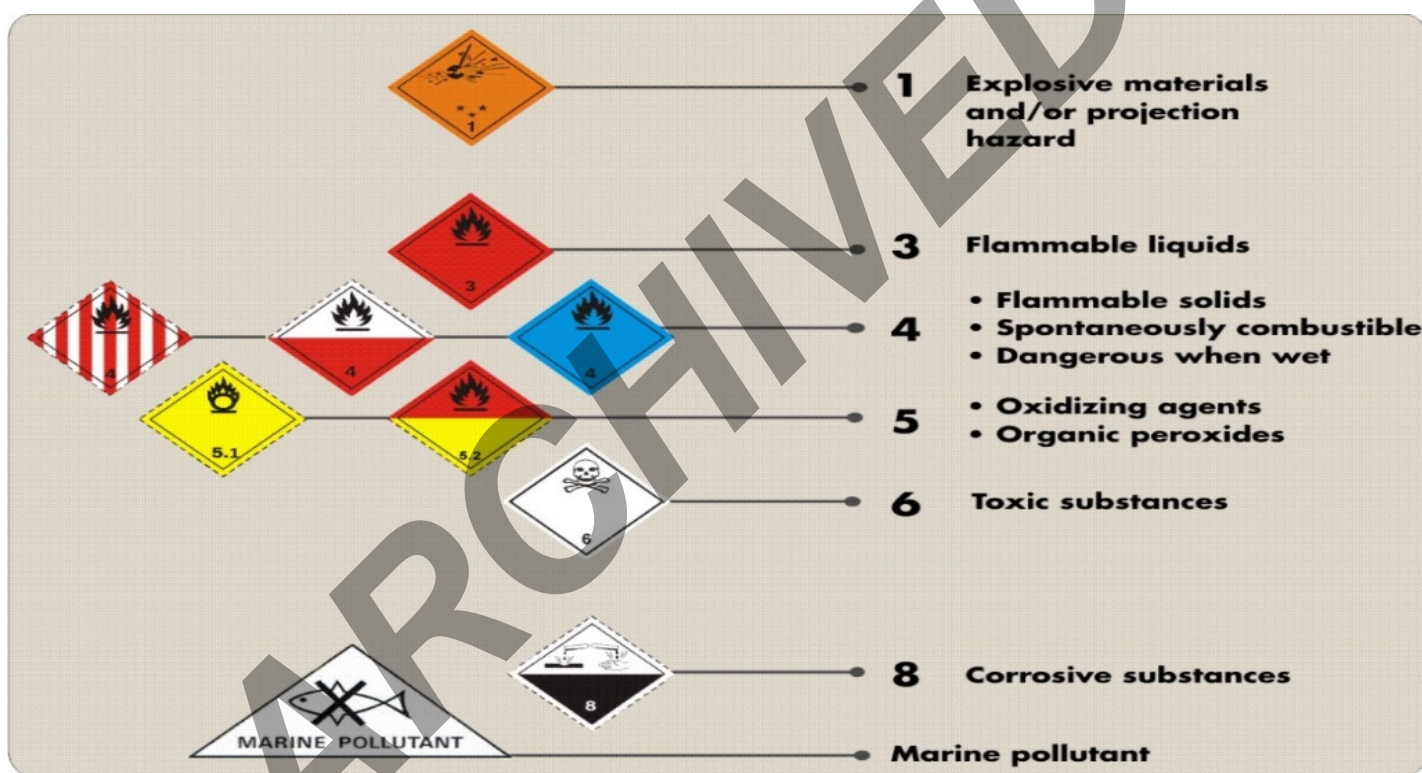 1
1 Explosive materials
and/or projection
hazard
3
3 Flammable liquids
4
4
4
4
• Flammable solids
• Spontaneously combustible
• Dangerous when wet
5.1
5.2
5
• Oxidizing agents
• Organic peroxides
6
6 Toxic substances
8
8 Corrosive substances
MARINE POLLUTANT
Marine pollutant
ARCHIVED